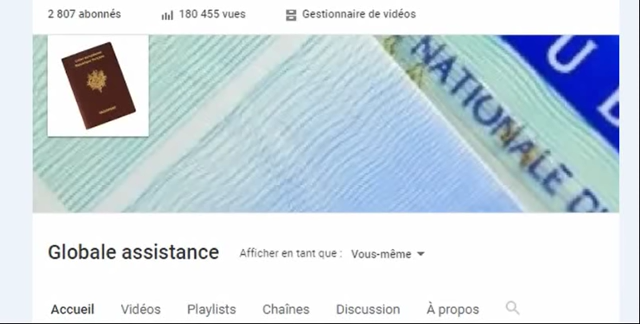 2 807 abonnés 180 455 vues Gestionnaire de vidéos
NATIONALE D
Globale assistance Afficher en tant que : Vous-même
Accueil Vidéos Playlists Chaînes Discussion À propos